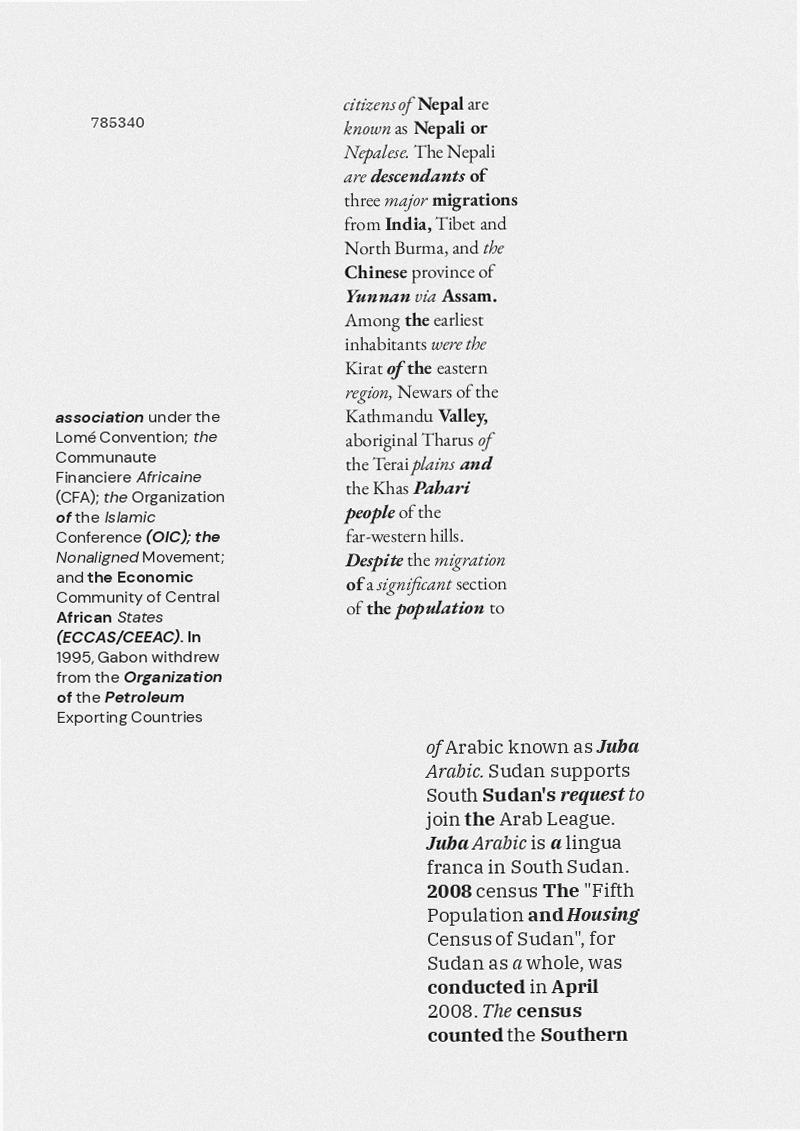 785340
citizens of Nepal are
known as Nepali or
Nepalese. The Nepali
are descendants of
three major migrations
from India, Tibet and
North Burma, and the
Chinese province of
Yunnan via Assam.
Among the earliest
inhabitants were the
Kirat of the eastern
region, Newars of the
Kathmandu Valley,
aboriginal Tharus of
the Terai plains and
the Khas Pahari
people of the
far-western hills.
Despite the migration
of a significant section
of the population to
association under the
Lomé Convention; the
Communaute
Financiere Africaine
(CFA); the Organization
of the Islamic
Conference (OIC); the
Nonaligned Movement;
and the Economic
Community of Central
African States
(ECCAS/CEEAC). In
1995, Gabon withdrew
from the Organization
of the Petroleum
Exporting Countries
of Arabic known as Juba
Arabic. Sudan supports
South Sudan's request to
join the Arab League.
Juba Arabic is a lingua
franca in South Sudan.
2008 census The "Fifth
Population and Housing
Census of Sudan", for
Sudan as a whole, was
conducted in April
2008. The census
counted the Southern